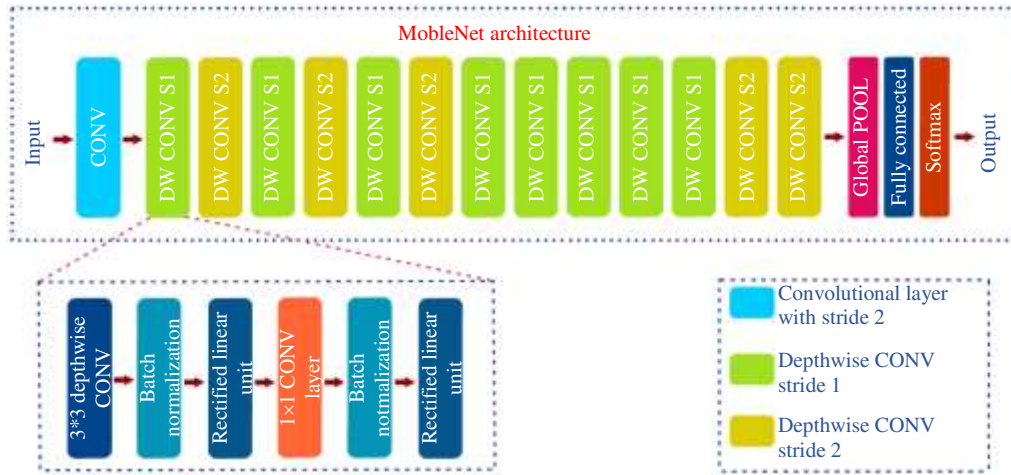 MobleNet architecture
Input
CONV
DW CONV S1
DW CONV S2
DW CONV S1
DW CONV S2
DW CONV S1
DW CONV S2
DW CONV S1
DW CONV S1
DW CONV S1
DW CONV S1
DW CONV S1
DW CONV S2
DW CONV S2
Global POOL
Fully connected
Softmax
Output
3*3 depthwise
CONV
Batch
normalization
Rectified linear
unit
1×1 CONV
layer
Batch
notmalization
Rectified linear
unit
Convolutional layer
with stride 2
Depthwise CONV
stride 1
Depthwise CONV
stride 2